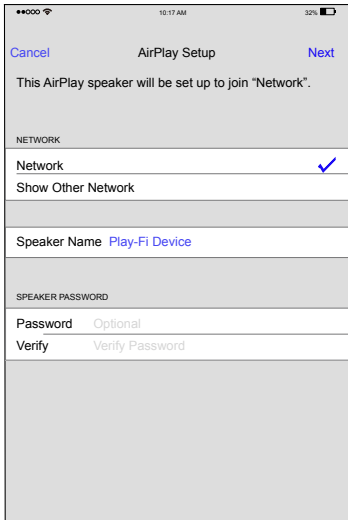 10:17 AM 32%
Cancel AirPlay Setup Next
This AirPlay speaker will be set up to join “Network”.
NETWORK
Network
Show Other Network
Speaker Name Play-Fi Device
SPEAKER PASSWORD
Password Optional
Verify Verify Password